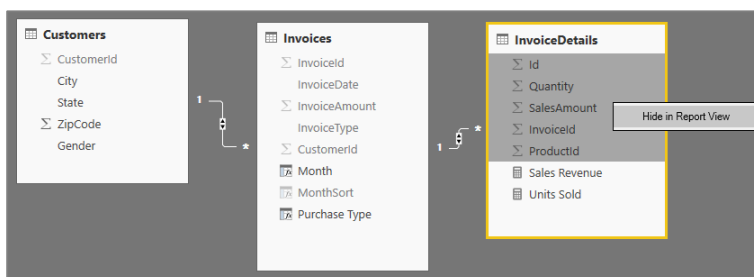 Customers
CustomerId
City
State
ZipCode
Gender
1
*
Invoices
InvoiceId
InvoiceDate
InvoiceAmount
InvoiceType
CustomerId
Month
MonthSort
Purchase Type
1
*
InvoiceDetails
Id
Quantity
SalesAmount
InvoiceId
ProductId
Sales Revenue
Units Sold
Hide in Report View